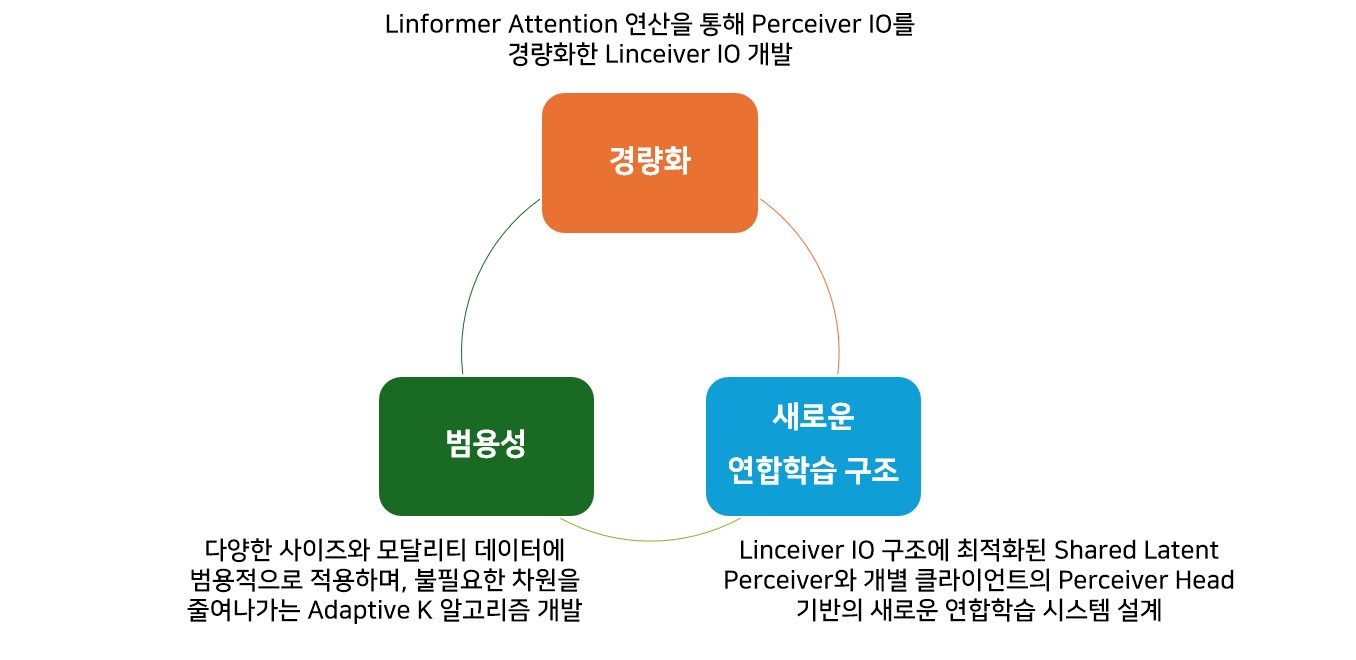 Linformer Attention 연산을 통해 Perceiver IO를
경량화한 Linceiver IO 개발
경량화
범용성
새로운
연합학습 구조
다양한 사이즈와 모달리티 데이터에
범용적으로 적용하며, 불필요한 차원을
줄여나가는 Adaptive K 알고리즘 개발
Linceiver IO 구조에 최적화된 Shared Latent
Perceiver와 개별 클라이언트의 Perceiver Head
기반의 새로운 연합학습 시스템 설계